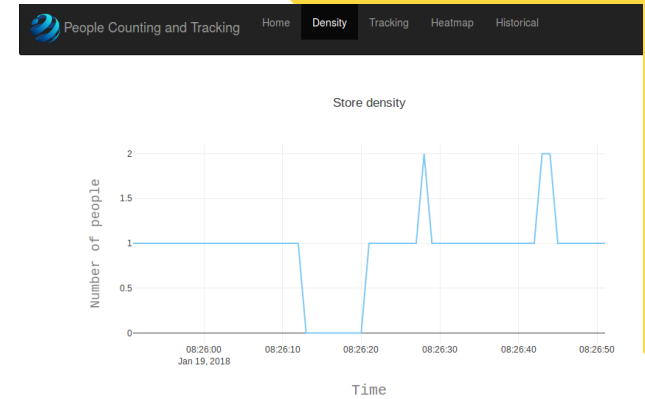 People Counting and Tracking Home Density Tracking Heatmap Historical
Store density
Number of people
2
1.5
1
0.5
0
08:26:00 08:26:10 08:26:20 08:26:30 08:26:40 08:26:50
Jan 19, 2018
Time